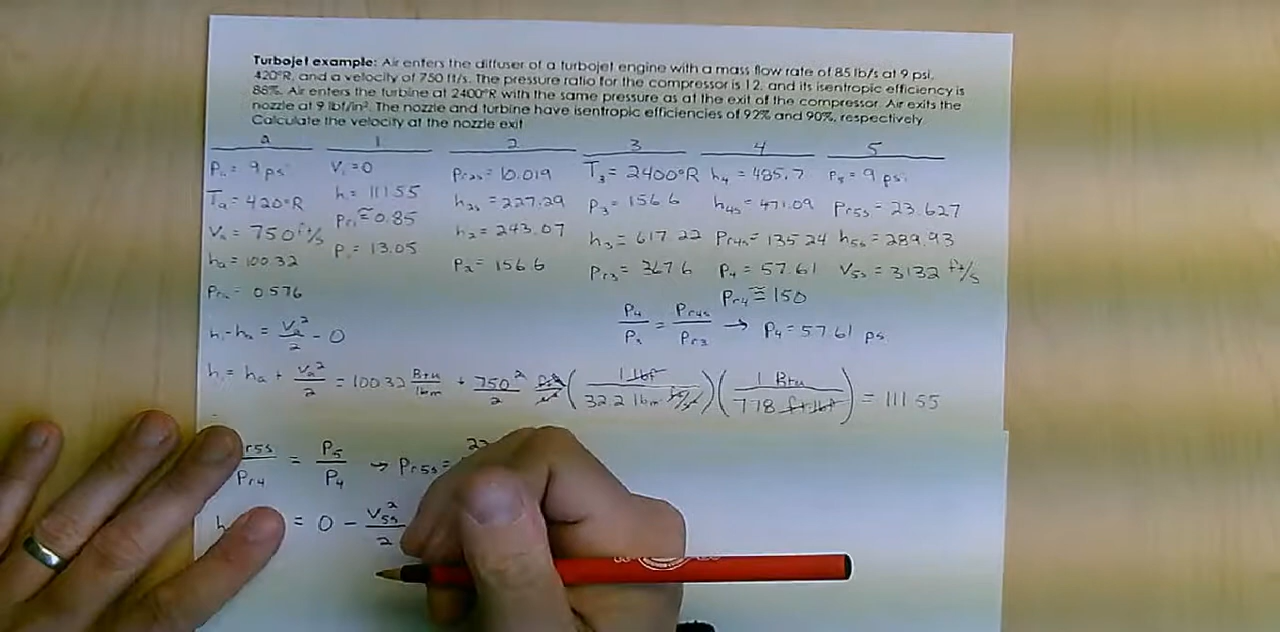 Turbojet example: Air enters the diffuser of a turbojet engine with a mass flow rate of 85 lb/s at 9 psi,
420°R, and a velocity of 750 ft/s. The pressure ratio for the compressor is 12, and its isentropic efficiency is
88%. Air enters the turbine at 2400°R with the same pressure as at the exit of the compressor. Air exits the
nozzle at 9 lbf/in². The nozzle and turbine have isentropic efficiencies of 92% and 90%, respectively.
Calculate the velocity at the nozzle exit
a 1 2 3 4 5
Pa = 9 psi V1 = 0 Pr2s = 10.019 T3 = 2400°R h4 = 485.7 P5 = 9 psi
Ta = 420°R h1 = 111.55 h2s = 227.29 P3 = 156.6 h4s = 471.09 Pr5s = 23.627
Va = 750 ft/s Pr1 ≅ 0.85 h2 = 243.07 h3 = 617.22 Pr4s = 135.24 h5s = 289.93
ha = 100.32 P1 = 13.05 P2 = 156.6 Pr3 = 367.6 P4 = 57.61 V5s = 3132 ft/s
Pra = 0.576 Pr4 ≅ 150
h1 - ha = Va²/2 - 0 P4/P3 = Pr4s/Pr3 → P4 = 57.61 psi
h1 = ha + Va²/2 = 100.32 Btu/lbm + 750²/2 ft²/s² (1 lbf / 32.2 lbm ft/s²) (1 Btu / 778 ft·lbf) = 111.55
r5s/Pr4 = P5/P4 → Pr5s =
h = 0 - V5s²/2